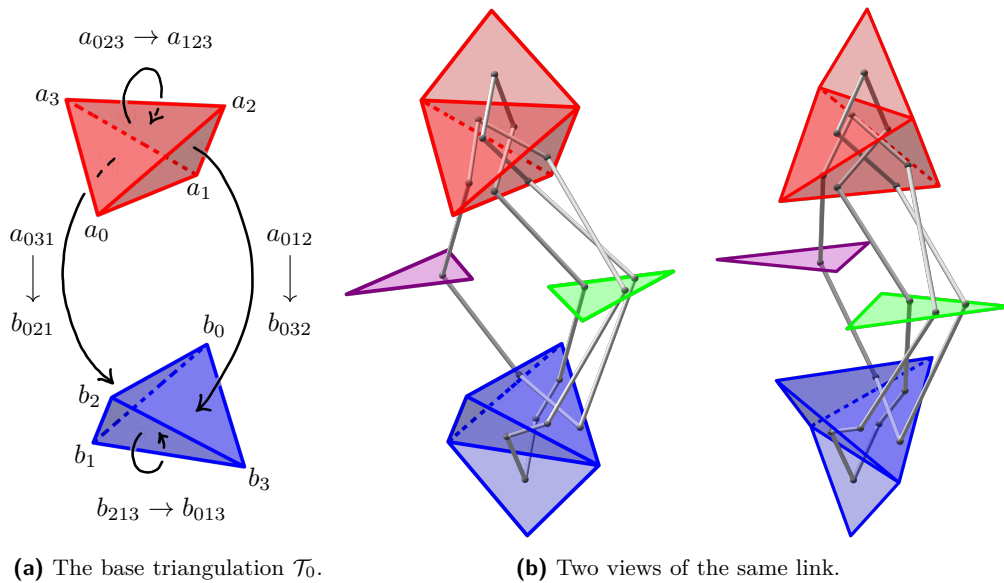 a₀₂₃ → a₁₂₃
a₃
a₂
a₁
a₀
a₀₃₁
↓
b₀₂₁
a₀₁₂
↓
b₀₃₂
b₀
b₂
b₁
b₃
b₂₁₃ → b₀₁₃
(a) The base triangulation 𝒯₀.
(b) Two views of the same link.